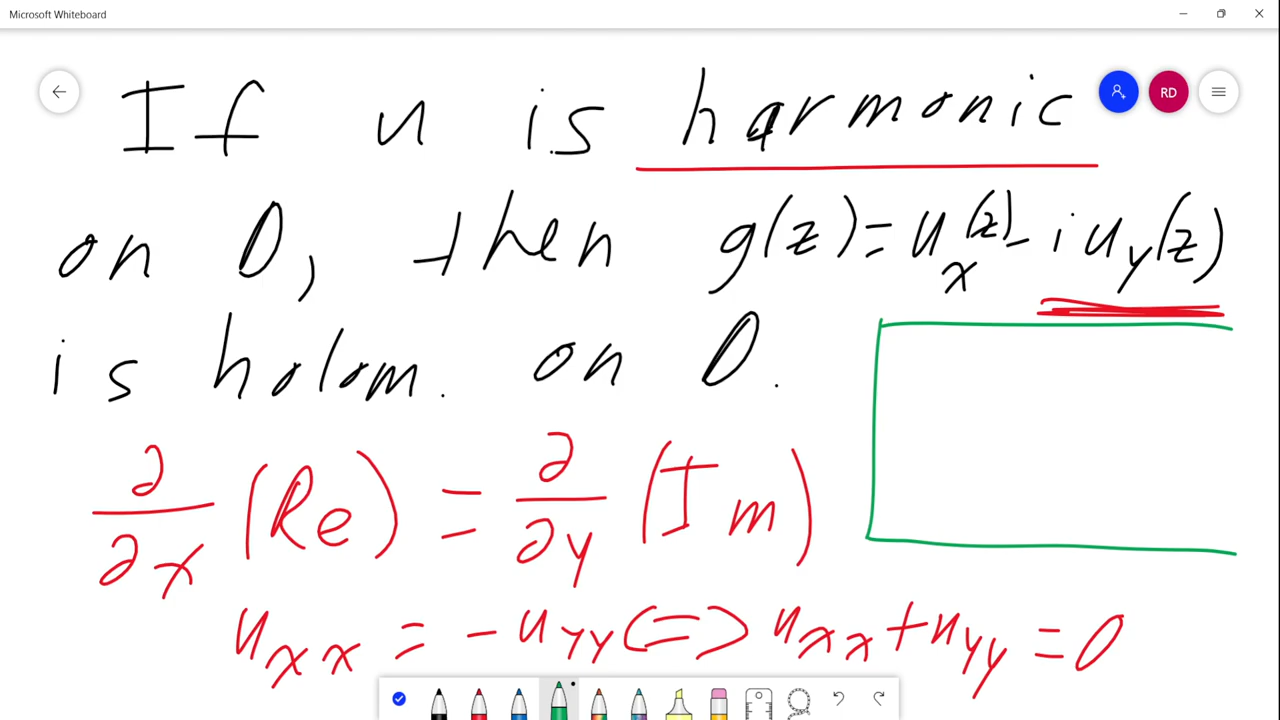 Microsoft Whiteboard
RD
If u is harmonic
on D, then g(z) = u_x(z) - i u_y(z)
is holom. on D.
∂/∂x (Re) = ∂/∂y (Im)
u_xx = - u_yy (=) u_xx + u_yy = 0